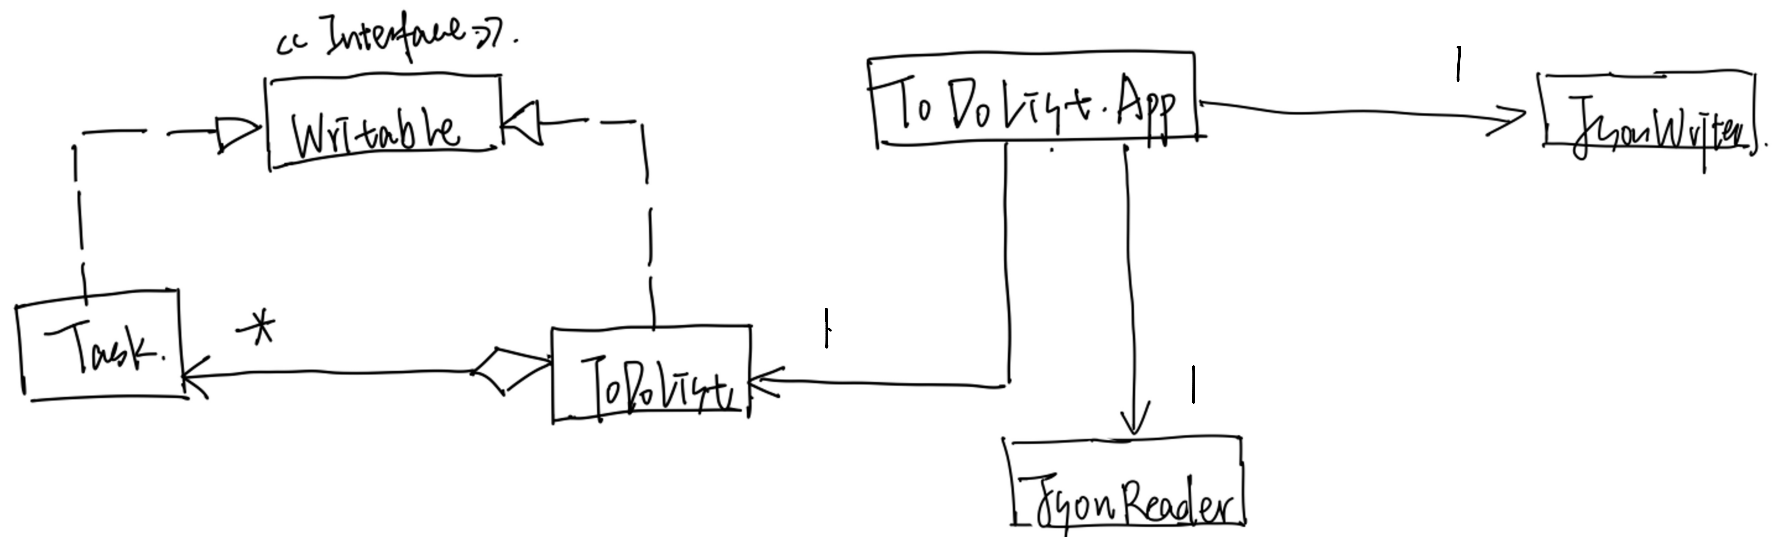 << Interface >>.
Writable
ToDoList.App
1
JsonWriter.
Task.
*
ToDoList
1
1
JsonReader